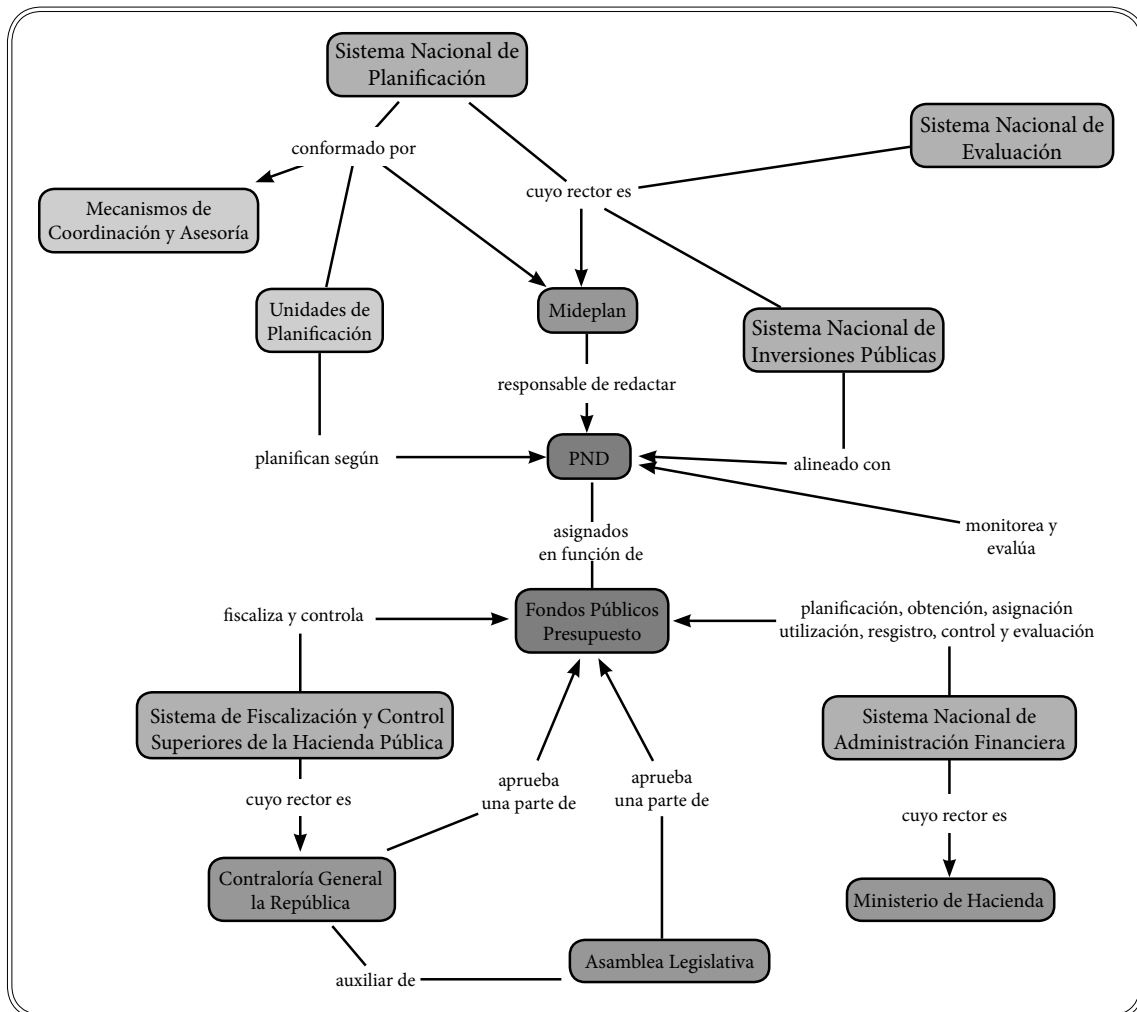 Sistema Nacional de
Planificación
Sistema Nacional de
Evaluación
conformado por
cuyo rector es
Mecanismos de
Coordinación y Asesoría
Unidades de
Planificación
Mideplan
Sistema Nacional de
Inversiones Públicas
responsable de redactar
planifican según
PND
alineado con
monitorea y
evalúa
asignados
en función de
fiscaliza y controla
Fondos Públicos
Presupuesto
planificación, obtención, asignación
utilización, resgistro, control y evaluación
Sistema de Fiscalización y Control
Superiores de la Hacienda Pública
Sistema Nacional de
Administración Financiera
cuyo rector es
aprueba
una parte de
aprueba
una parte de
cuyo rector es
Contraloría General
la República
Ministerio de Hacienda
auxiliar de
Asamblea Legislativa